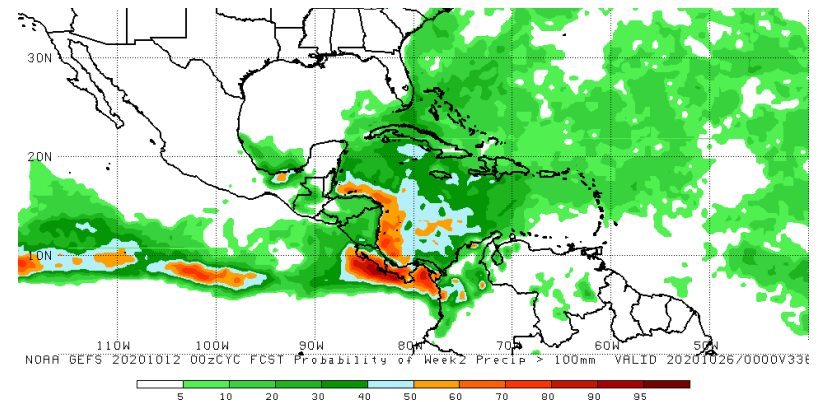 30N
20N
10N
110W 100W 90W 80W 70W 60W 50W
NOAA GEFS 20201012 00zCYC FCST Probability of Week2 Precip > 100mm VALID 20201026/0000V336
5 10 20 30 40 50 60 70 80 90 95